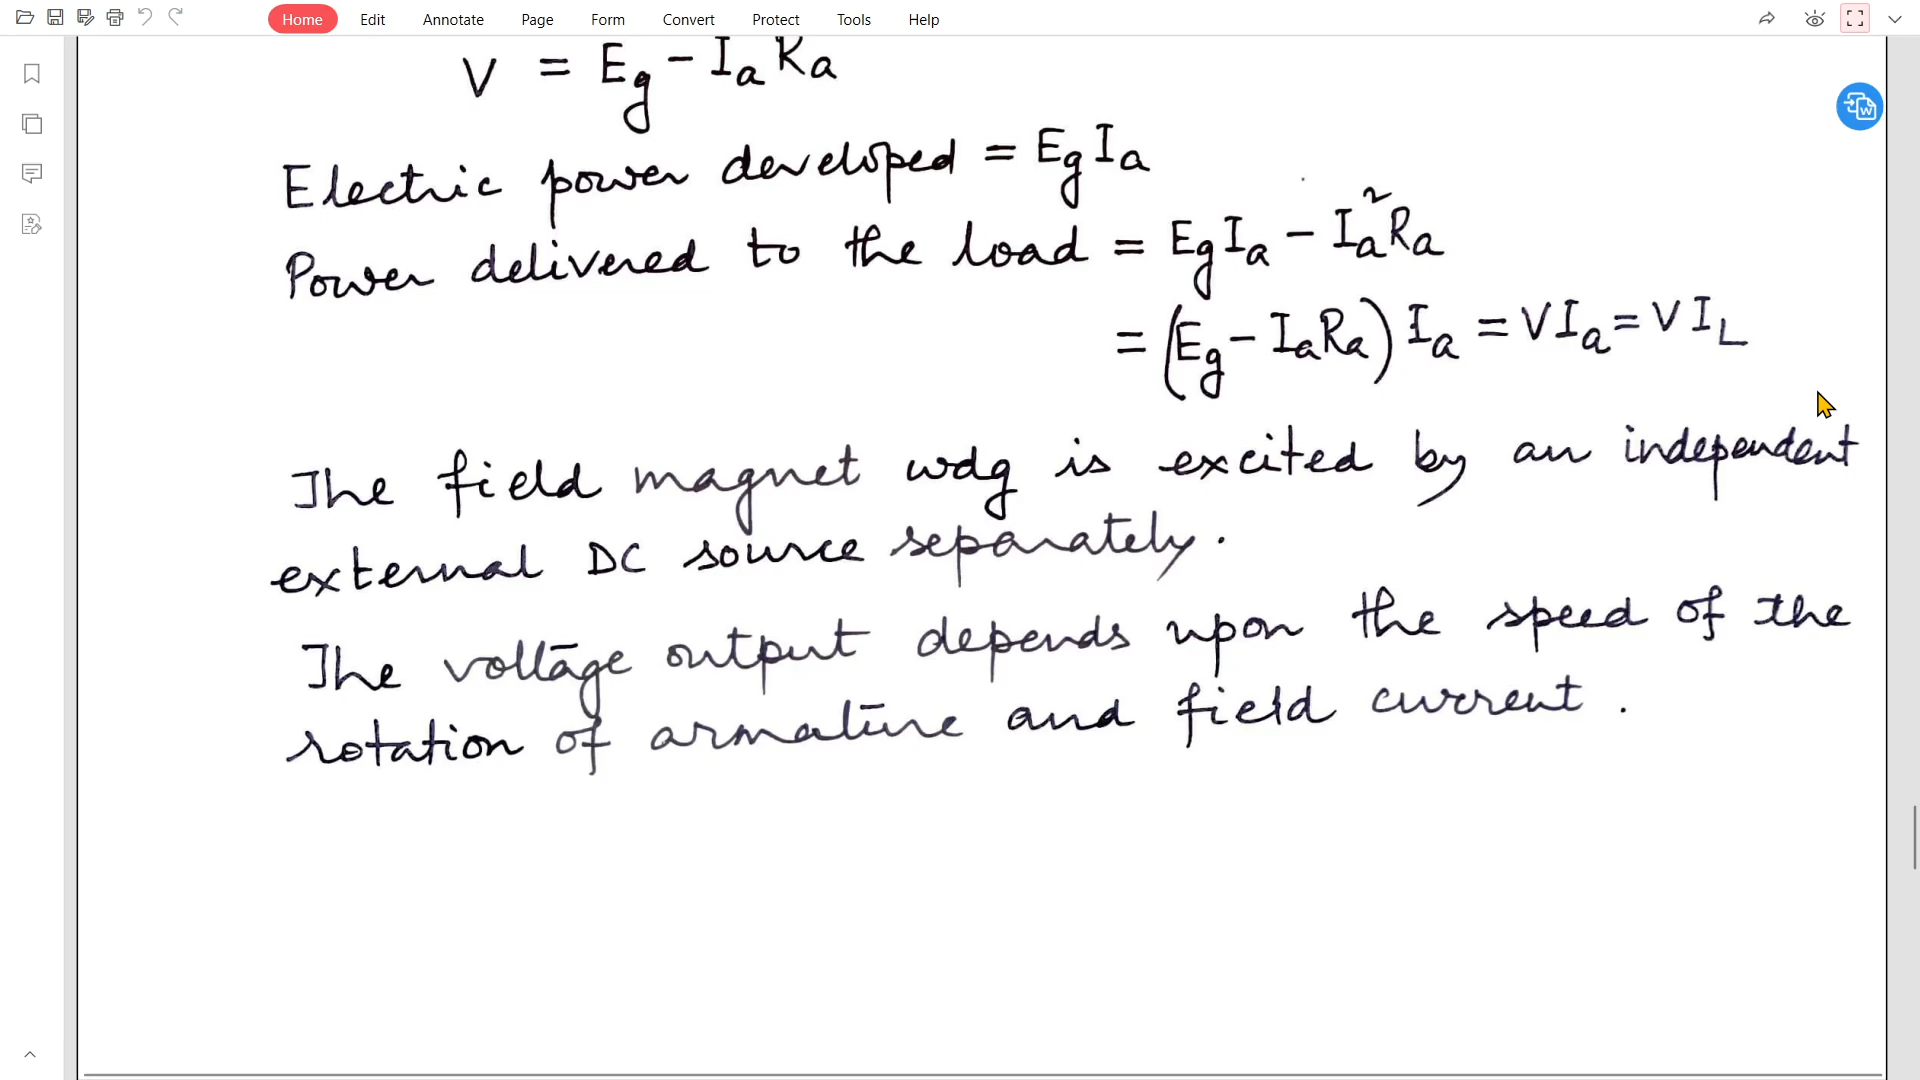 Home Edit Annotate Page Form Convert Protect Tools Help
V = Eg - IaRa
Electric power developed = EgIa
Power delivered to the load = EgIa - Ia²Ra
= (Eg - IaRa) Ia = VIa = VIL
The field magnet wdg is excited by an independent
external DC source separately.
The voltage output depends upon the speed of the
rotation of armature and field current.